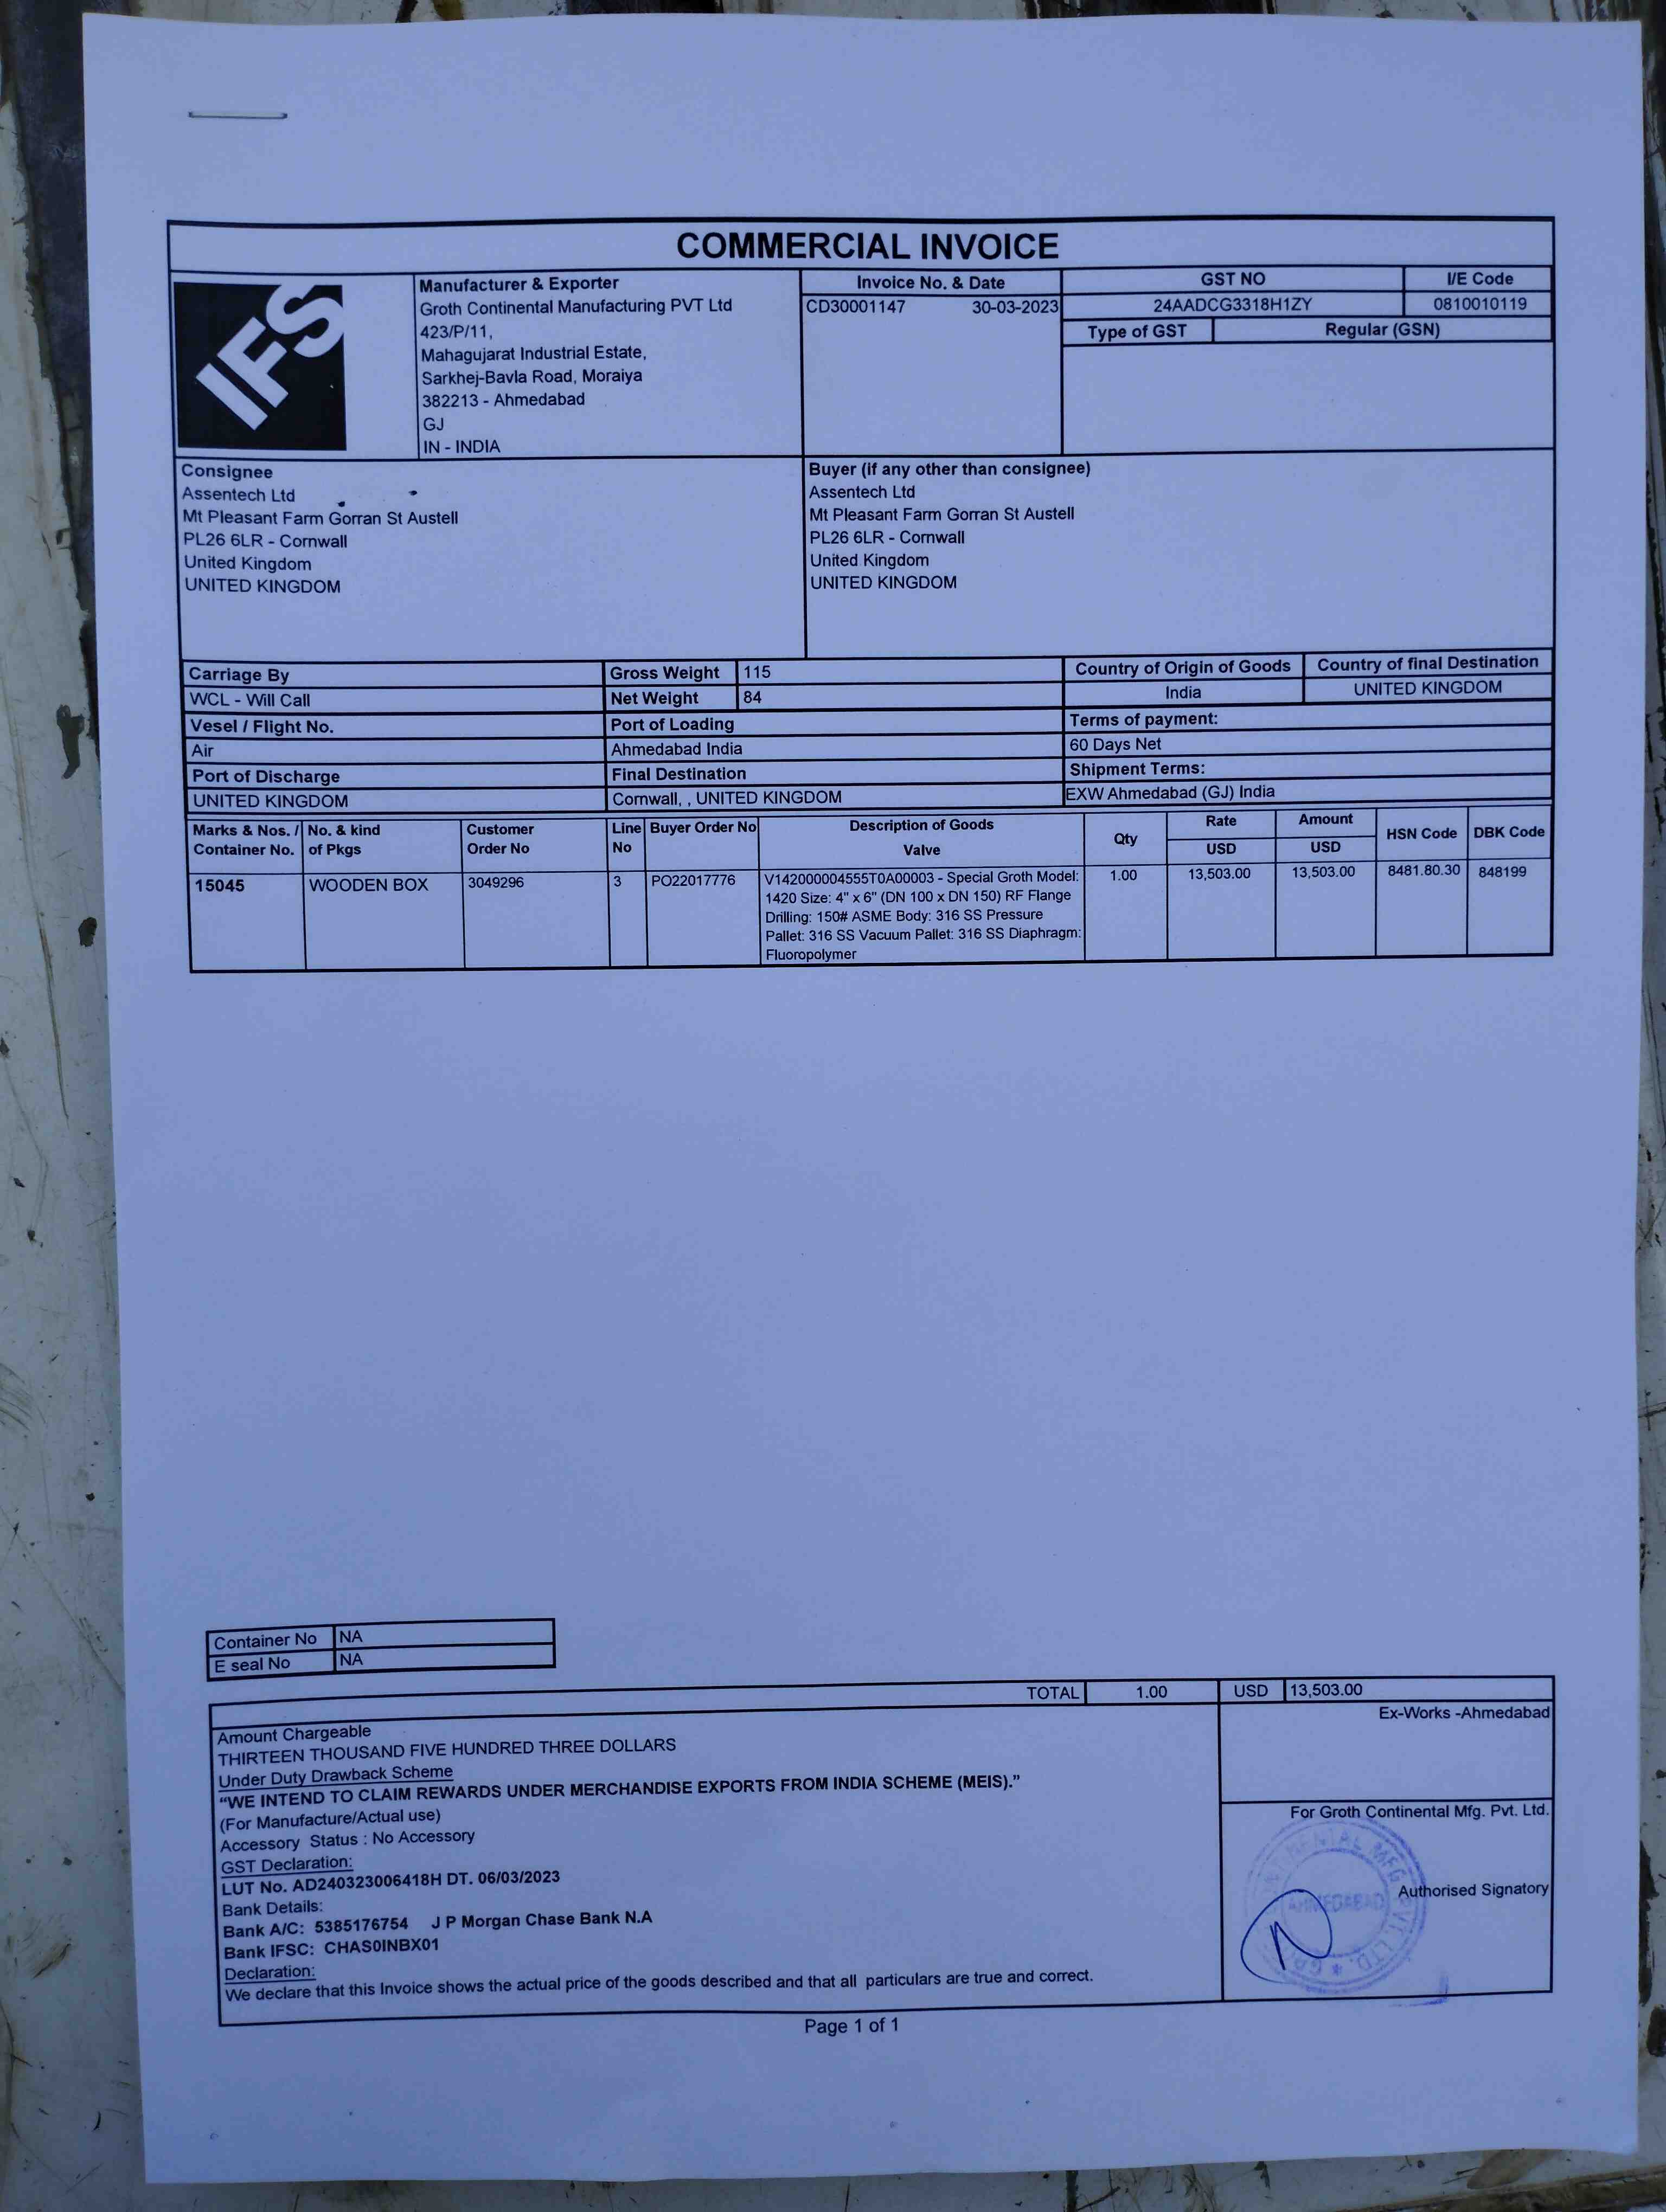 COMMERCIAL INVOICE
IFS
Manufacturer & Exporter
Groth Continental Manufacturing PVT Ltd
423/P/11,
Mahagujarat Industrial Estate,
Sarkhej-Bavla Road, Moraiya
382213 - Ahmedabad
GJ
IN - INDIA
Invoice No. & Date
CD30001147 30-03-2023
GST NO I/E Code
24AADCG3318H1ZY 0810010119
Type of GST Regular (GSN)
Consignee
Assentech Ltd
Mt Pleasant Farm Gorran St Austell
PL26 6LR - Cornwall
United Kingdom
UNITED KINGDOM
Buyer (if any other than consignee)
Assentech Ltd
Mt Pleasant Farm Gorran St Austell
PL26 6LR - Cornwall
United Kingdom
UNITED KINGDOM
Carriage By Gross Weight 115 Country of Origin of Goods Country of final Destination
WCL - Will Call Net Weight 84 India UNITED KINGDOM
Vesel / Flight No. Port of Loading Terms of payment:
Air Ahmedabad India 60 Days Net
Port of Discharge Final Destination Shipment Terms:
UNITED KINGDOM Cornwall, , UNITED KINGDOM EXW Ahmedabad (GJ) India
Marks & Nos. / No. & kind Customer Line Buyer Order No Description of Goods Qty Rate Amount HSN Code DBK Code
Container No. of Pkgs Order No No Valve USD USD
15045 WOODEN BOX 3049296 3 PO22017776 V142000004555T0A00003 - Special Groth Model: 1.00 13,503.00 13,503.00 8481.80.30 848199
1420 Size: 4" x 6" (DN 100 x DN 150) RF Flange
Drilling: 150# ASME Body: 316 SS Pressure
Pallet: 316 SS Vacuum Pallet: 316 SS Diaphragm:
Fluoropolymer
Container No NA
E seal No NA
TOTAL 1.00 USD 13,503.00
Ex-Works -Ahmedabad
Amount Chargeable
THIRTEEN THOUSAND FIVE HUNDRED THREE DOLLARS
Under Duty Drawback Scheme
“WE INTEND TO CLAIM REWARDS UNDER MERCHANDISE EXPORTS FROM INDIA SCHEME (MEIS).”
(For Manufacture/Actual use)
Accessory Status : No Accessory
GST Declaration:
LUT No. AD240323006418H DT. 06/03/2023
Bank Details:
Bank A/C: 5385176754 J P Morgan Chase Bank N.A
Bank IFSC: CHAS0INBX01
Declaration:
We declare that this Invoice shows the actual price of the goods described and that all particulars are true and correct.
For Groth Continental Mfg. Pvt. Ltd.
AHMEDABAD
Authorised Signatory
Page 1 of 1